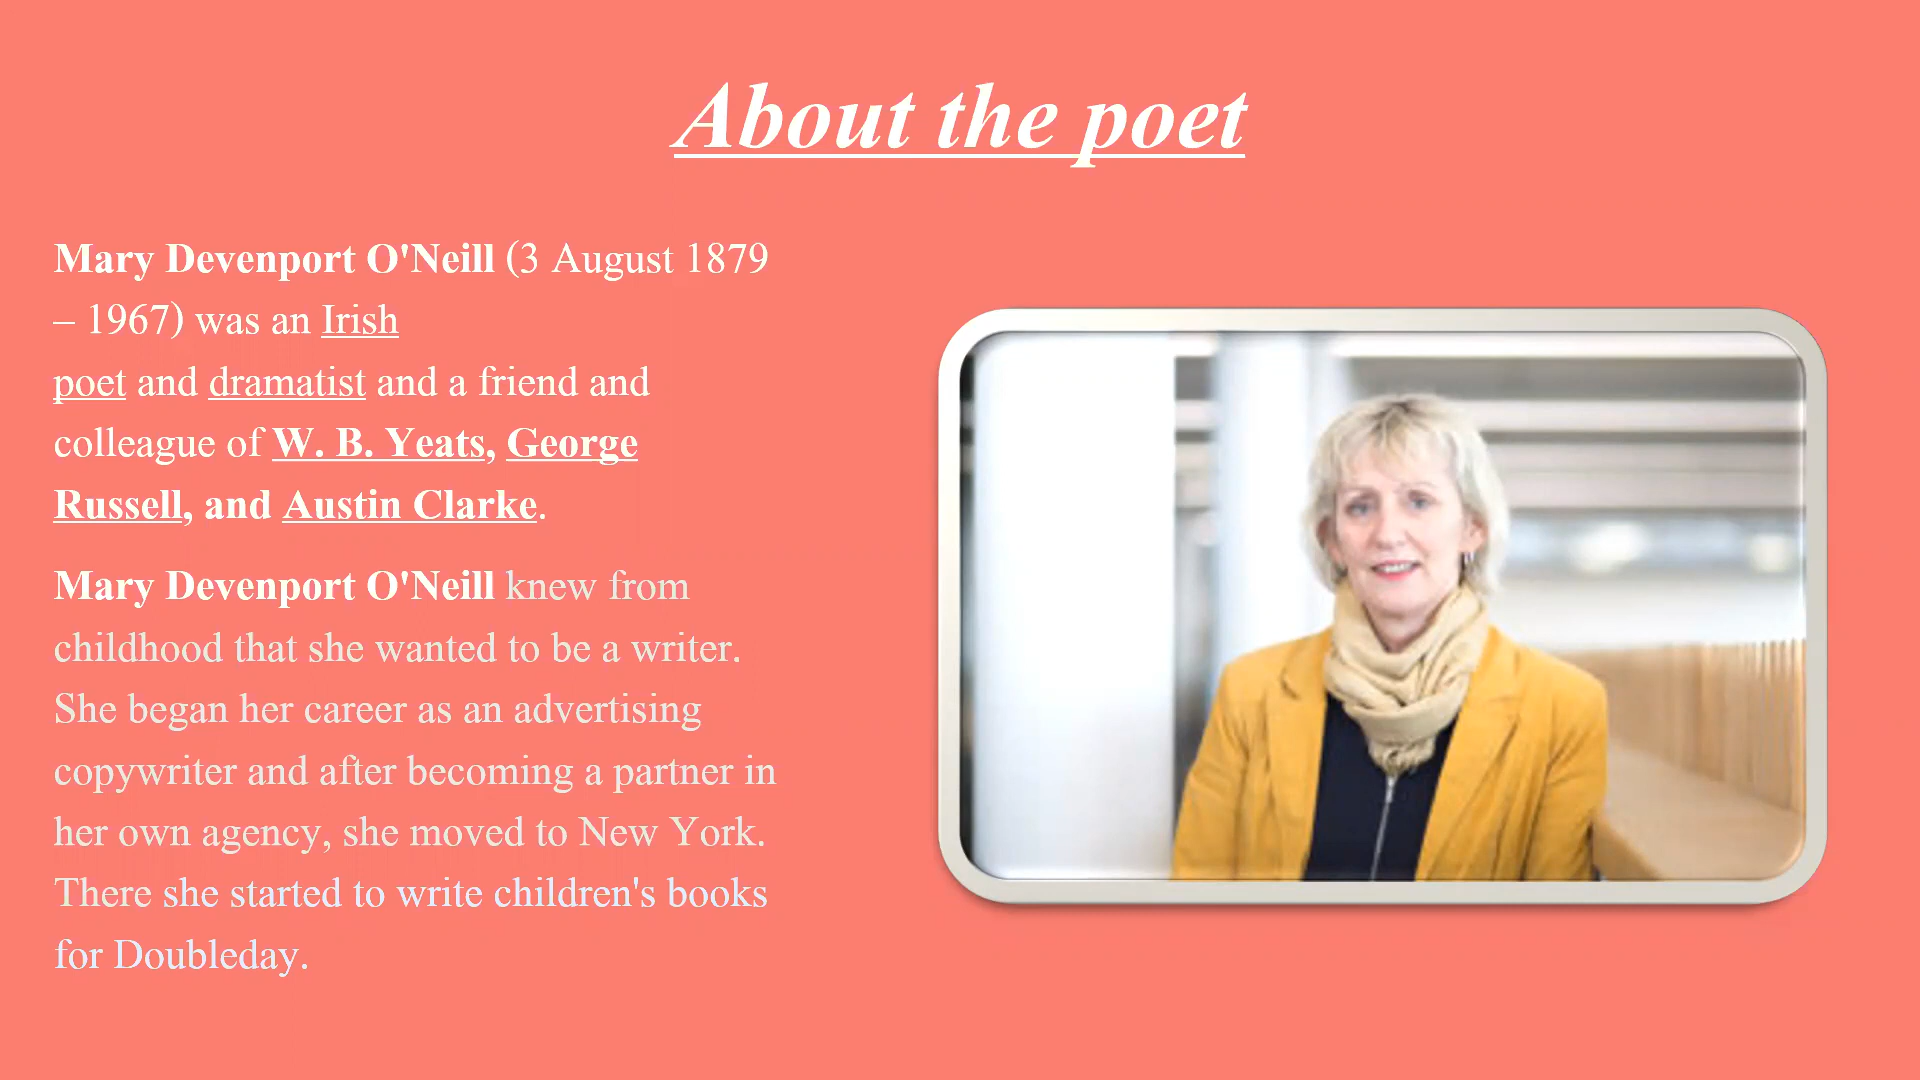 About the poet
Mary Devenport O'Neill (3 August 1879
– 1967) was an Irish
poet and dramatist and a friend and
colleague of W. B. Yeats, George
Russell, and Austin Clarke.
Mary Devenport O'Neill knew from
childhood that she wanted to be a writer.
She began her career as an advertising
copywriter and after becoming a partner in
her own agency, she moved to New York.
There she started to write children's books
for Doubleday.